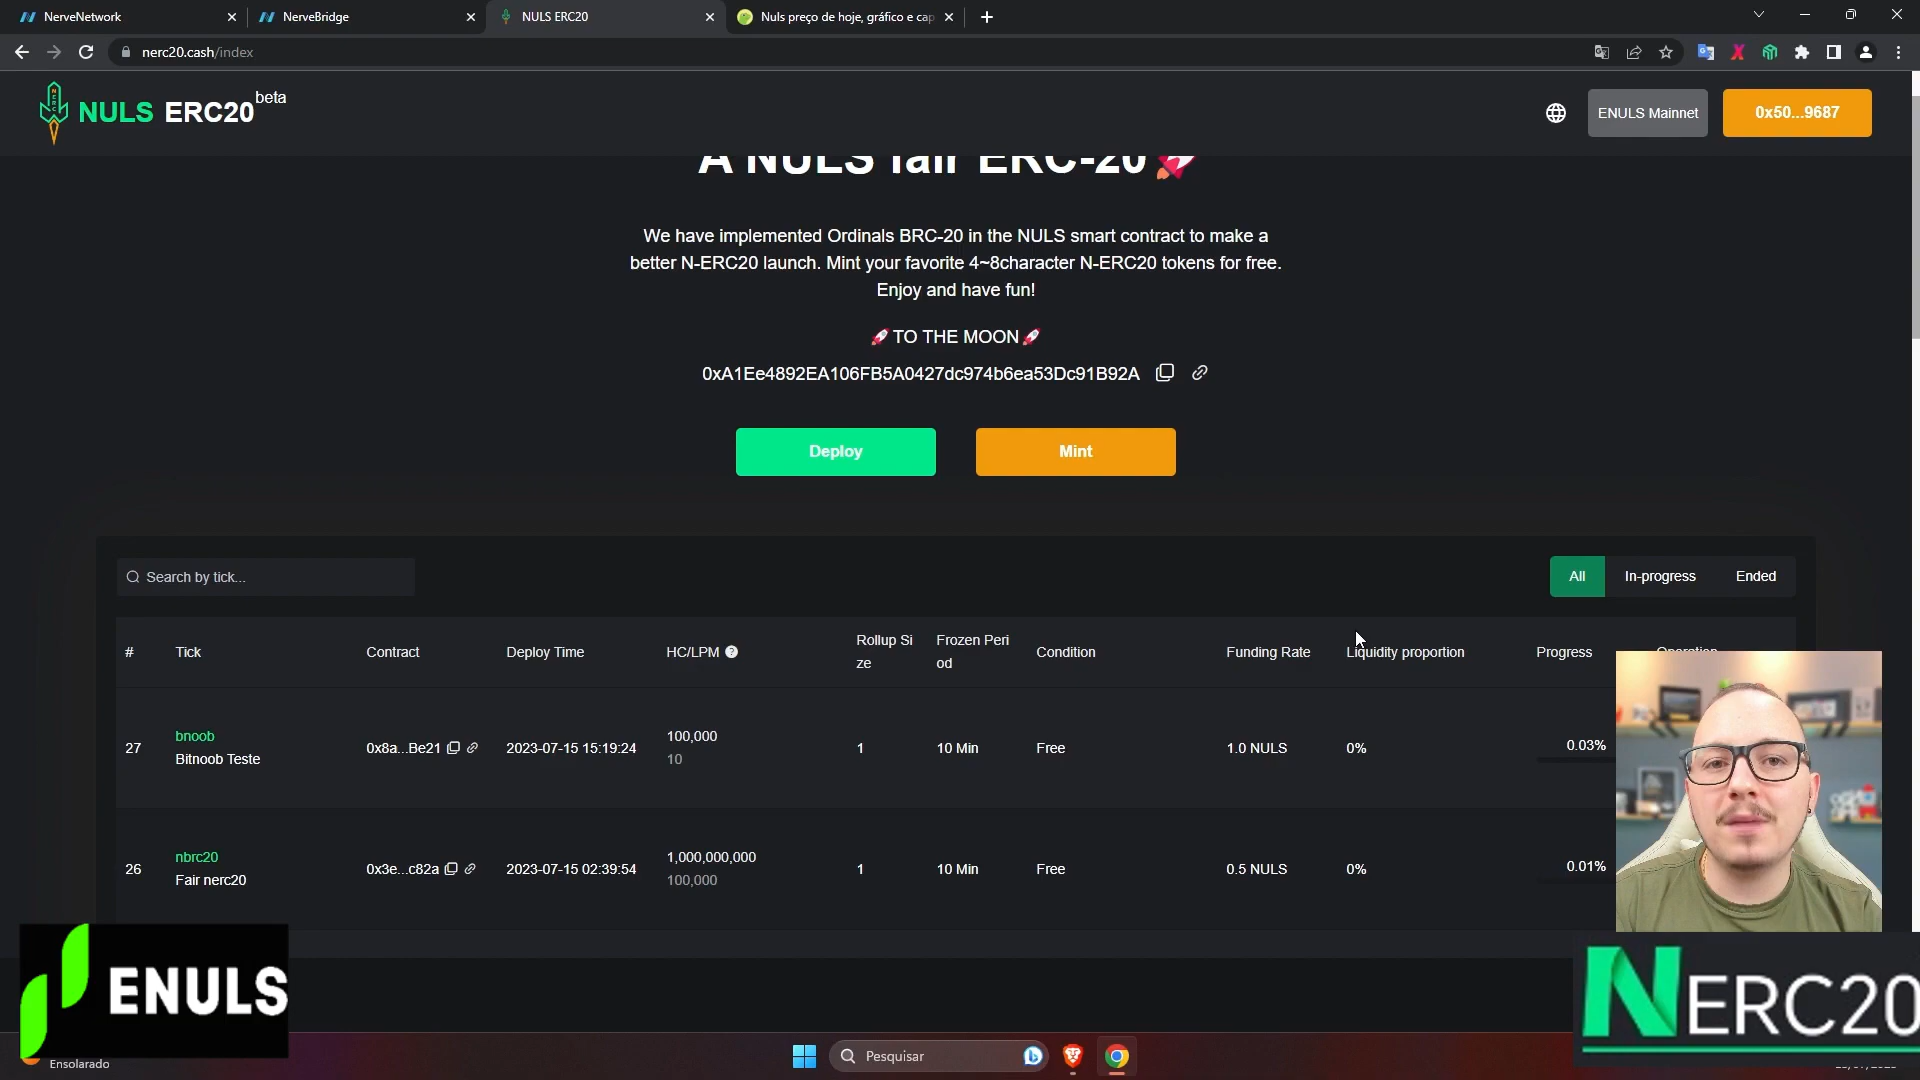 NerveNetwork
NerveBridge
NULS ERC20
Nuls preço de hoje, gráfico e cap
nerc20.cash/index
NULS ERC20 beta
ENULS Mainnet
0x50...9687
A NULS fair ERC-20
We have implemented Ordinals BRC-20 in the NULS smart contract to make a
better N-ERC20 launch. Mint your favorite 4~8character N-ERC20 tokens for free.
Enjoy and have fun!
TO THE MOON
0xA1Ee4892EA106FB5A0427dc974b6ea53Dc91B92A
Deploy
Mint
Search by tick...
All
In-progress
Ended
#
Tick
Contract
Deploy Time
HC/LPM
Rollup Si
ze
Frozen Peri
od
Condition
Funding Rate
Liquidity proportion
Progress
Operation
27
bnoob
Bitnoob Teste
0x8a...Be21
2023-07-15 15:19:24
100,000
10
1
10 Min
Free
1.0 NULS
0%
0.03%
26
nbrc20
Fair nerc20
0x3e...c82a
2023-07-15 02:39:54
1,000,000,000
100,000
1
10 Min
Free
0.5 NULS
0%
0.01%
ENULS
NERC20
Ensolarado
Pesquisar